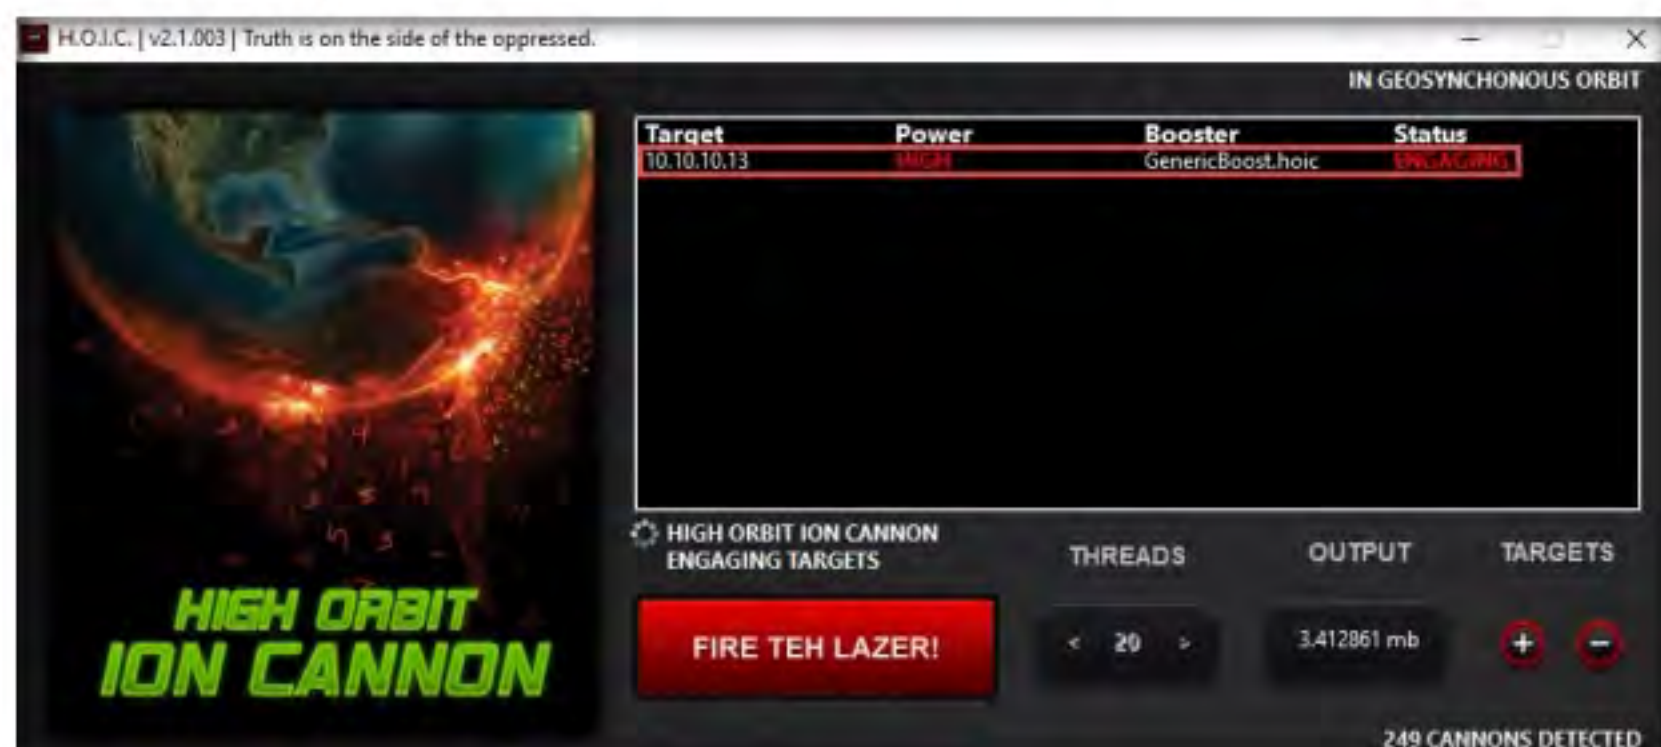 H.O.I.C. | v2.1.003 | Truth is on the side of the oppressed.
IN GEOSYNCHONOUS ORBIT
Target Power Booster Status
10.10.10.13 HIGH GenericBoost.hoic ENGAGING
HIGH ORBIT ION CANNON
ENGAGING TARGETS
THREADS OUTPUT TARGETS
FIRE TEH LAZER!
< 20 >
3.412861 mb
+ −
HIGH ORBIT
ION CANNON
249 CANNONS DETECTED